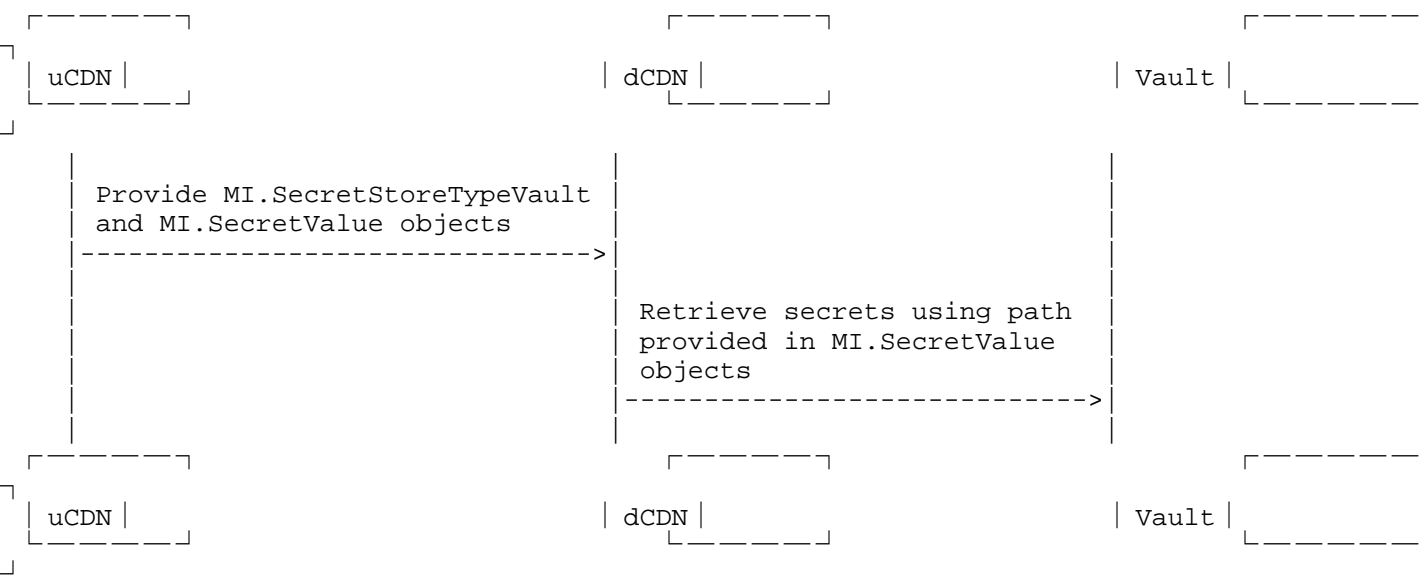 uCDN dCDN Vault
Provide MI.SecretStoreTypeVault
and MI.SecretValue objects
Retrieve secrets using path
provided in MI.SecretValue
objects
uCDN dCDN Vault